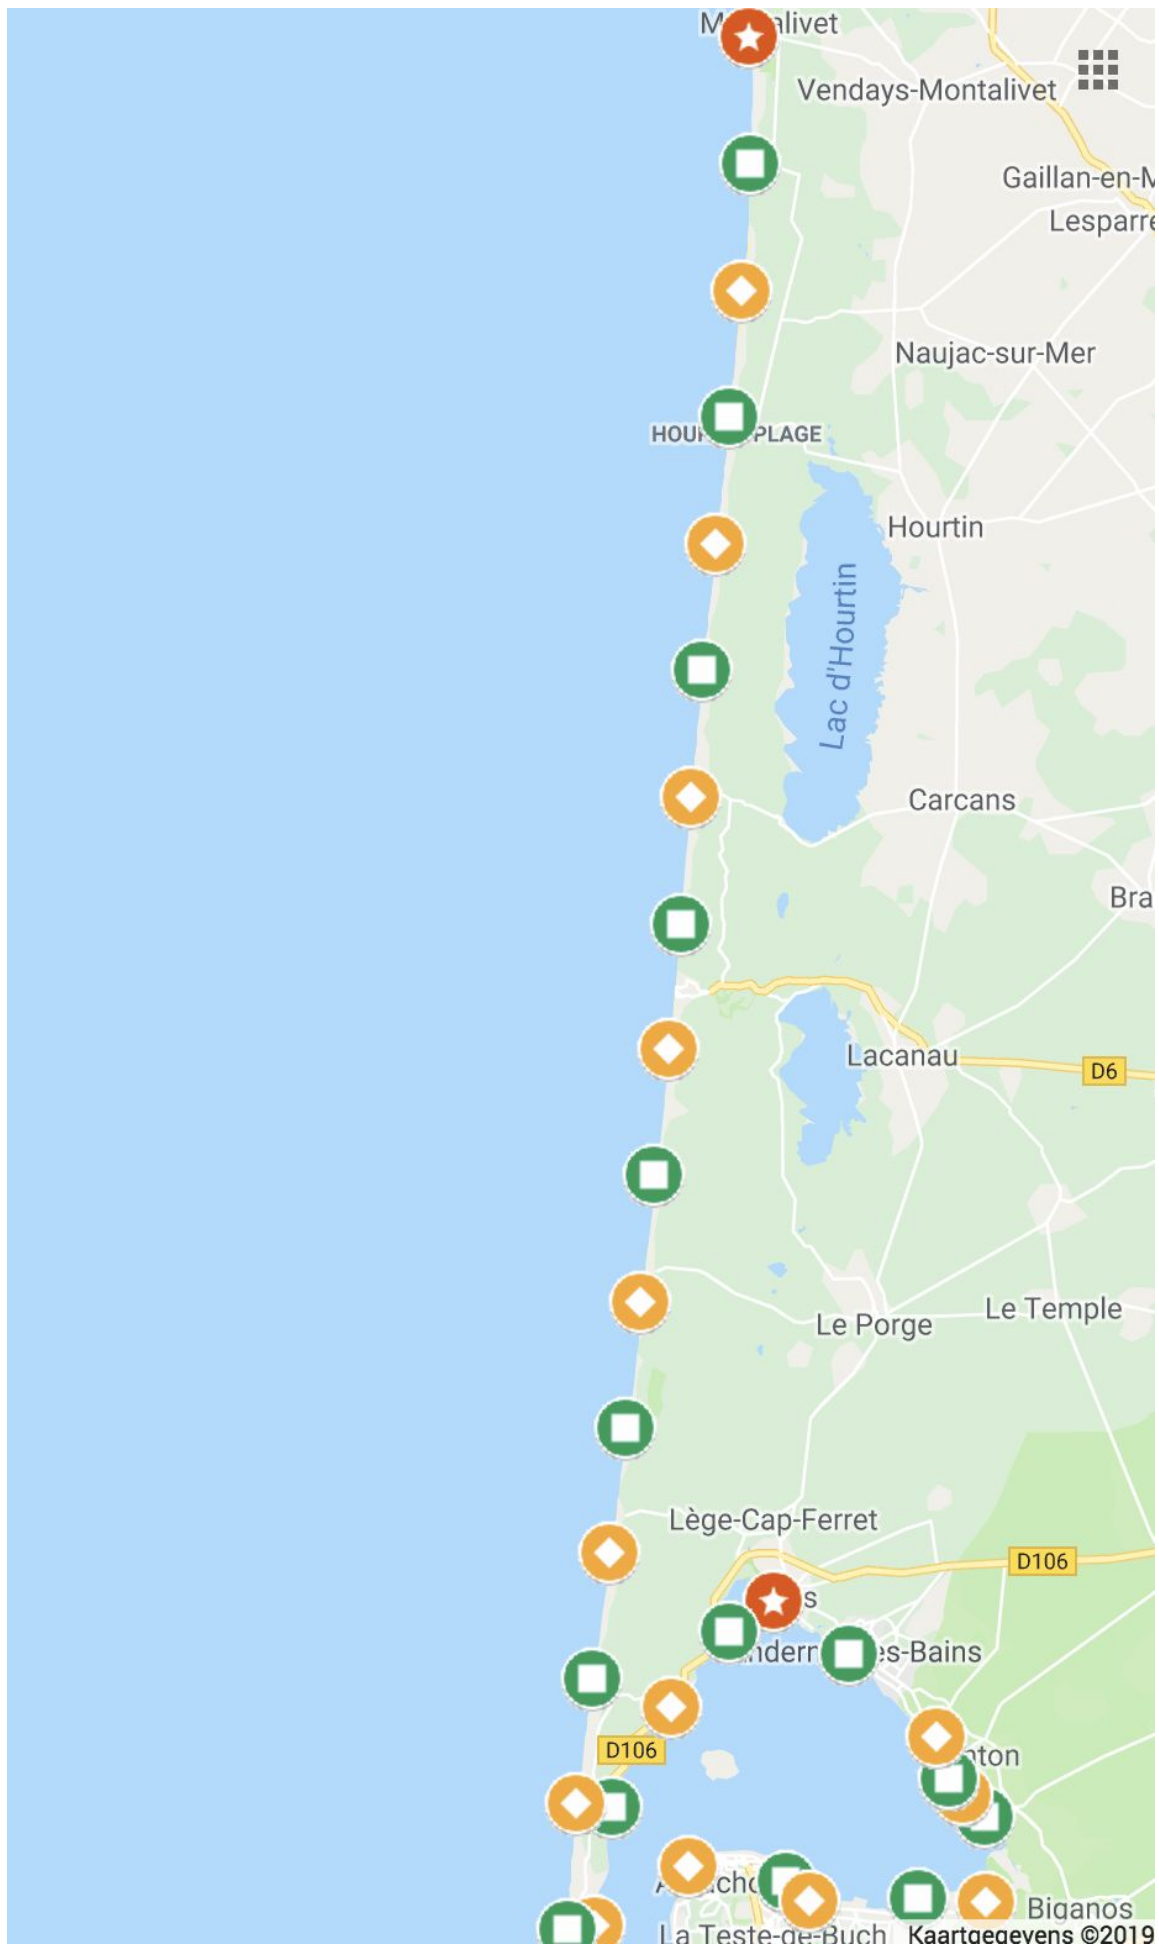 Vendays-Montalivet
Gaillan-en-M
Lesparre
Naujac-sur-Mer
PLAGE
Hourtin
Lac d'Hourtin
Carcans
Bra
Lacanau
D6
Le Porge
Le Temple
Lège-Cap-Ferret
D106
D106
Biganos
La Teste-de-Buch
Kaartgegevens ©2019